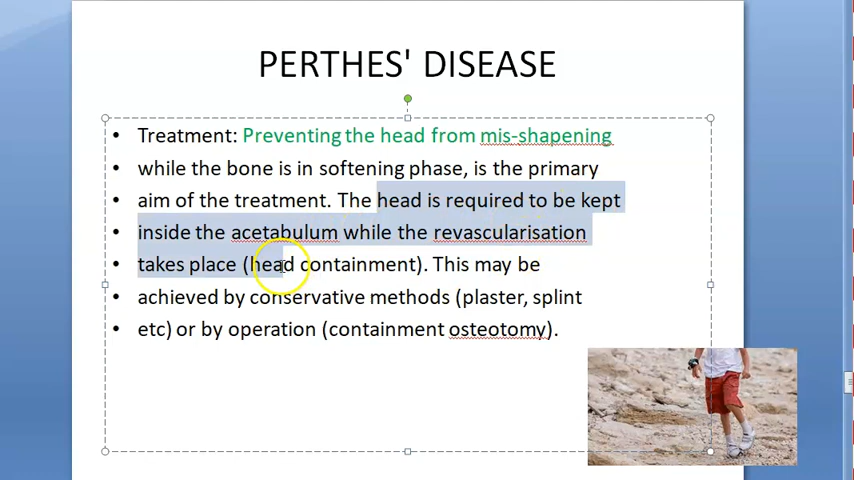 PERTHES' DISEASE
• Treatment: Preventing the head from mis-shapening
• while the bone is in softening phase, is the primary
• aim of the treatment. The head is required to be kept
• inside the acetabulum while the revascularisation
• takes place (head containment). This may be
• achieved by conservative methods (plaster, splint
• etc) or by operation (containment osteotomy).